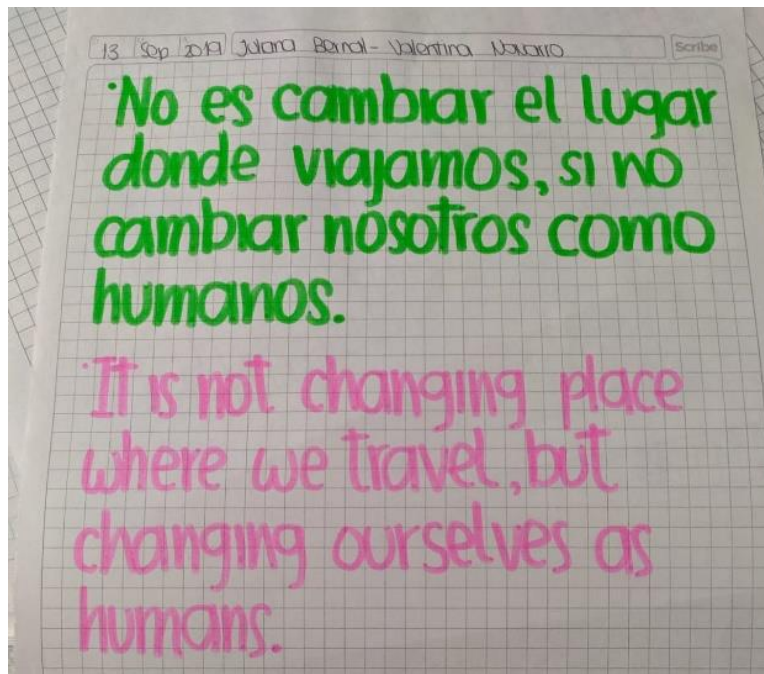 13 Sep 2019 Juliana Bernal - Valentina Navarro Scribe
·No es cambiar el lugar
donde viajamos, si no
cambiar nosotros como
humanos.
·It is not changing place
where we travel, but
changing ourselves as
humans.